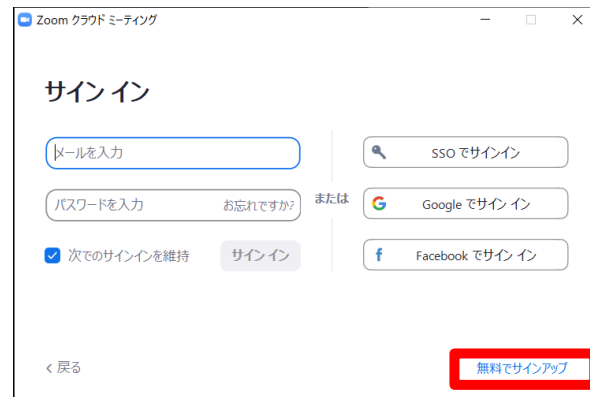 Zoom クラウド ミーティング
サイン イン
メールを入力
パスワードを入力 お忘れですか?
次でのサインインを維持
サイン イン
または
SSO でサインイン
Google でサイン イン
Facebook でサイン イン
< 戻る
無料でサインアップ